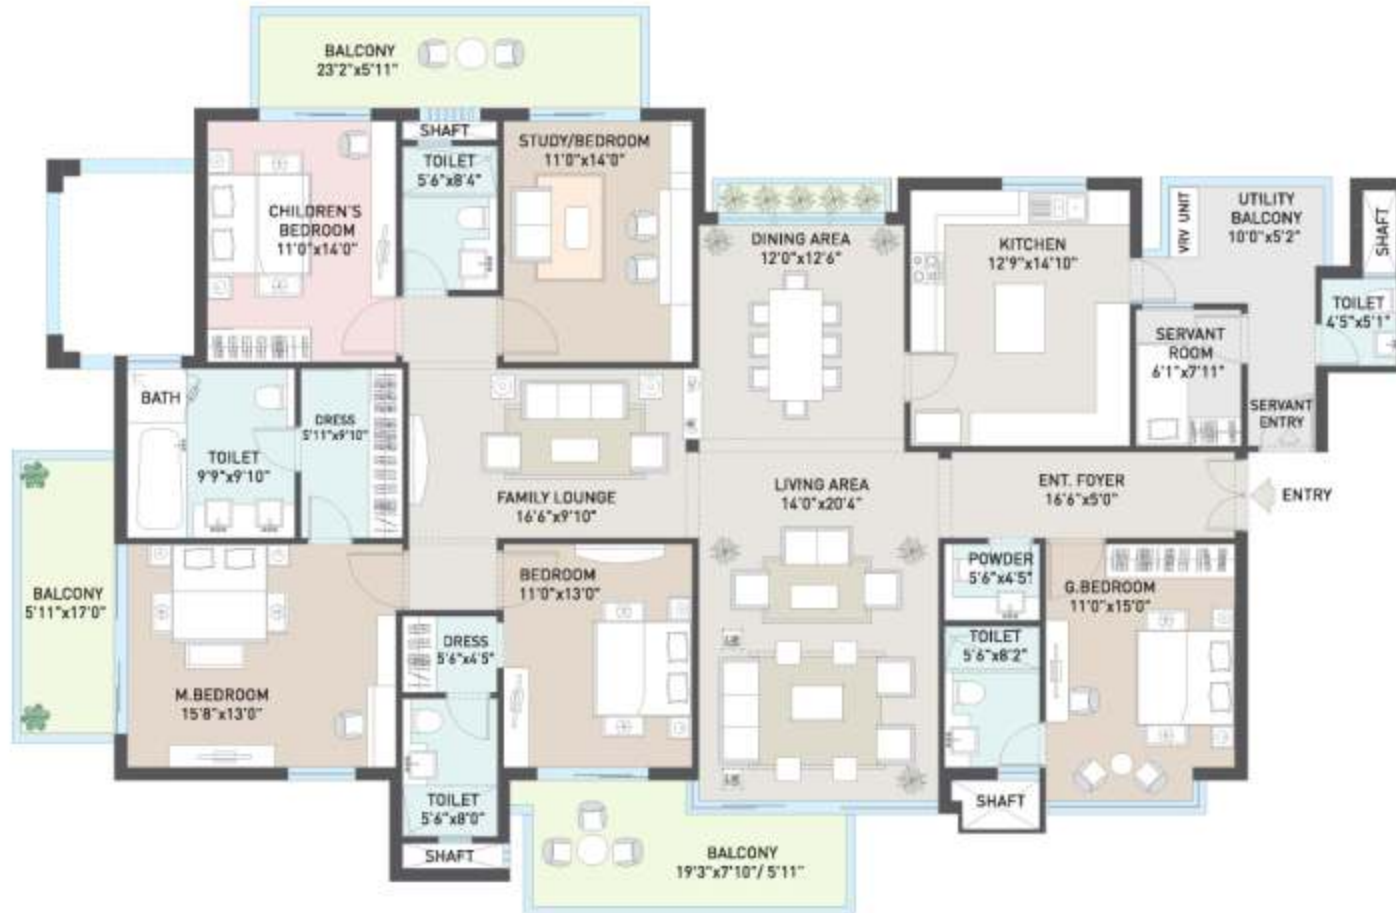 BALCONY
23'2"x5'11"
SHAFT
TOILET
5'6"x8'4"
STUDY/BEDROOM
11'0"x14'0"
CHILDREN'S
BEDROOM
11'0"x14'0"
DINING AREA
12'0"x12'6"
KITCHEN
12'9"x14'10"
VRV UNIT
UTILITY
BALCONY
10'0"x5'2"
SHAFT
TOILET
4'5"x5'1"
SERVANT
ROOM
6'1"x7'11"
SERVANT
ENTRY
BATH
TOILET
9'9"x9'10"
DRESS
5'11"x9'10"
FAMILY LOUNGE
16'6"x9'10"
LIVING AREA
14'0"x20'4"
ENT. FOYER
16'6"x5'0"
ENTRY
BALCONY
5'11"x17'0"
M.BEDROOM
15'8"x13'0"
BEDROOM
11'0"x13'0"
DRESS
5'6"x4'5"
TOILET
5'6"x8'0"
SHAFT
POWDER
5'6"x4'5"
TOILET
5'6"x8'2"
G.BEDROOM
11'0"x15'0"
SHAFT
BALCONY
19'3"x7'10"/ 5'11"